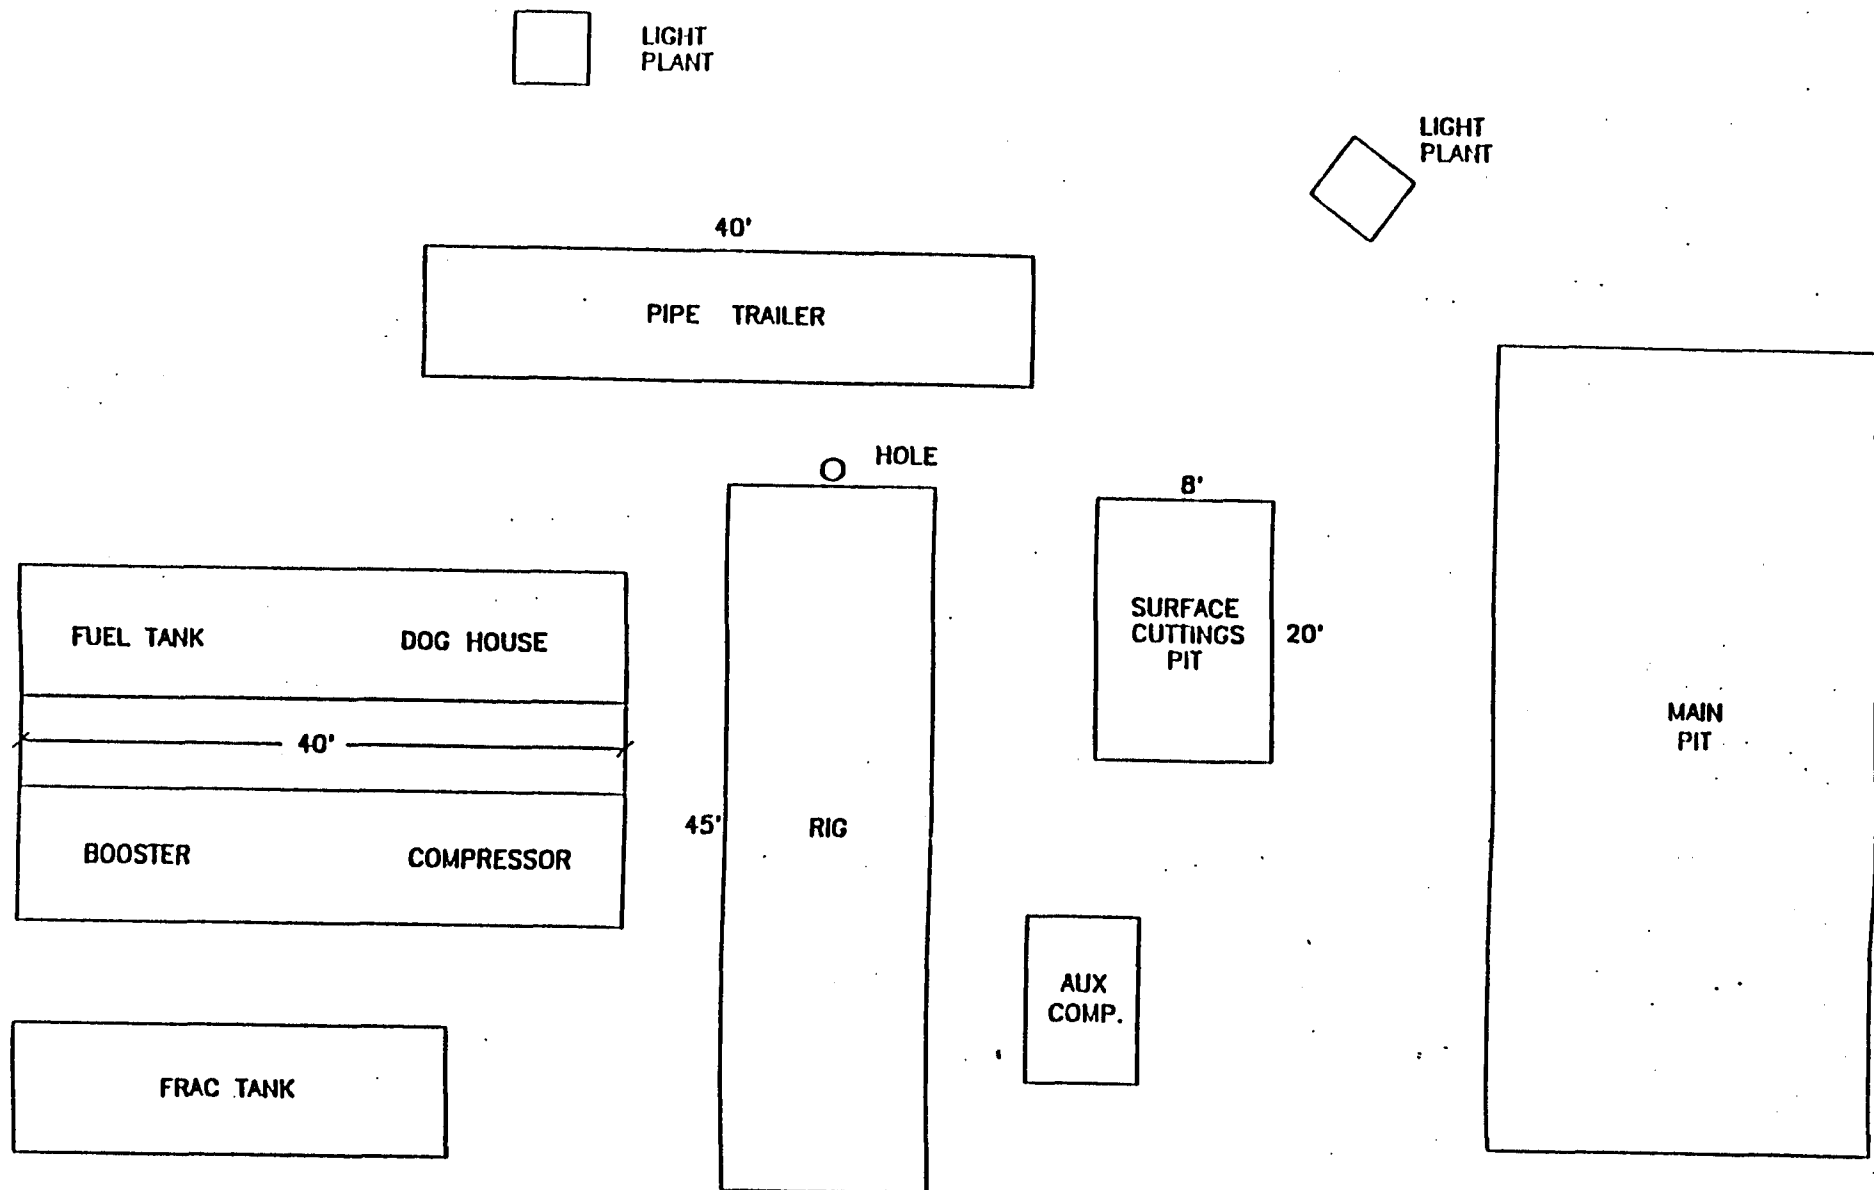 LIGHT
PLANT
LIGHT
PLANT
40'
PIPE TRAILER
HOLE
8'
SURFACE
CUTTINGS
PIT
20'
FUEL TANK
DOG HOUSE
40'
MAIN
PIT
45'
RIG
BOOSTER
COMPRESSOR
AUX
COMP.
FRAC TANK